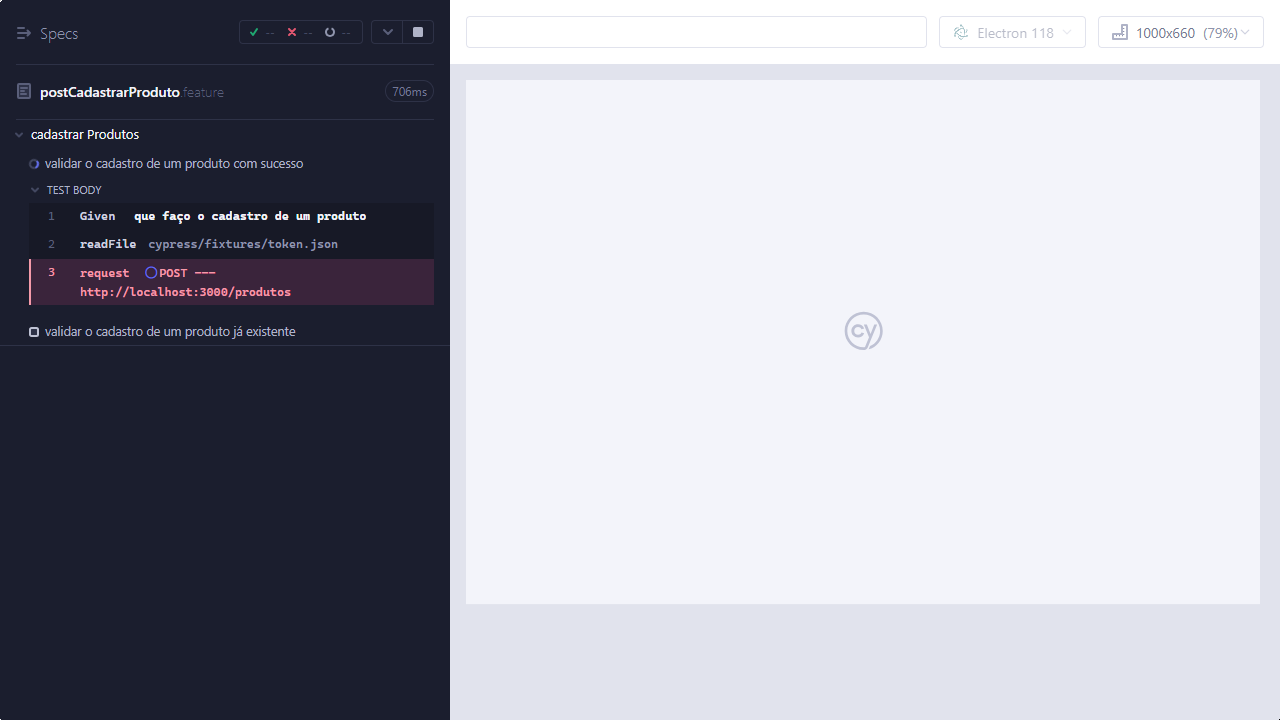 Specs
-- -- --
postCadastrarProduto.feature 706ms
cadastrar Produtos
validar o cadastro de um produto com sucesso
TEST BODY
1 Given que faço o cadastro de um produto
2 readFile cypress/fixtures/token.json
3 request POST ---
http://localhost:3000/produtos
validar o cadastro de um produto já existente
Electron 118
1000x660 (79%)
cy